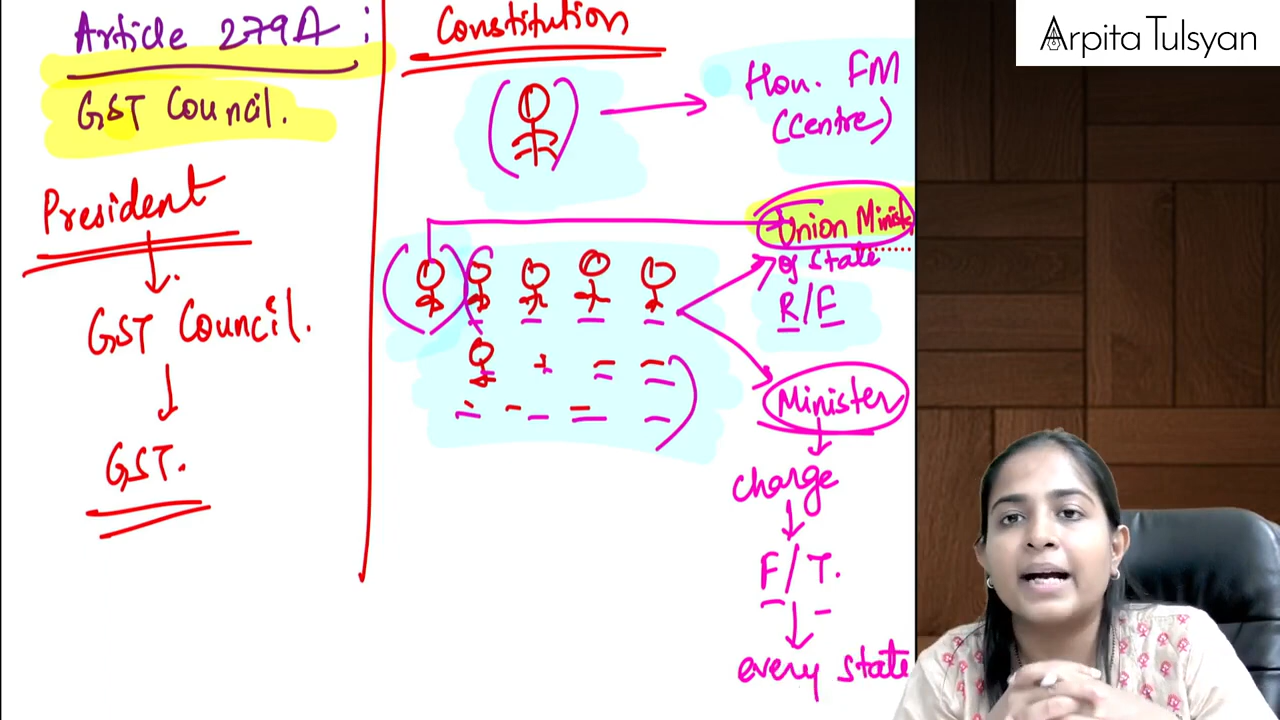 Article 279A :
GST Council.
President
GST Council.
GST.
Constitution
Hon. FM
(Centre)
Union Minist
of state
R/F
Minister
charge
F/T.
every state
Arpita Tulsyan